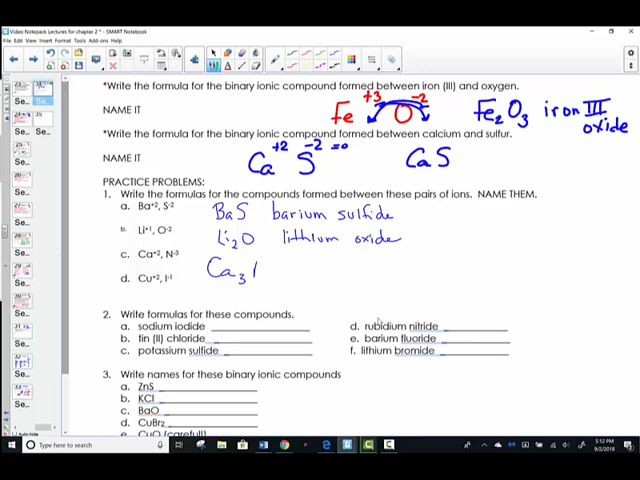 Video Notepack Lectures for chapter 2 * - SMART Notebook
File Edit View Insert Format Tools Add-ons Help
*Write the formula for the binary ionic compound formed between iron (III) and oxygen.
NAME IT
+3 -2
Fe O Fe2O3 iron III oxide
*Write the formula for the binary ionic compound formed between calcium and sulfur.
NAME IT
Ca+2 S-2 =0 CaS
PRACTICE PROBLEMS:
1. Write the formulas for the compounds formed between these pairs of ions. NAME THEM.
a. Ba+2, S-2 BaS barium sulfide
b. Li+1, O-2 Li2O lithium oxide
c. Ca+2, N-3 Ca3
d. Cu+2, I-1
2. Write formulas for these compounds.
a. sodium iodide d. rubidium nitride
b. tin (II) chloride e. barium fluoride
c. potassium sulfide f. lithium bromide
3. Write names for these binary ionic compounds
a. ZnS
b. KCl
c. BaO
d. CuBr2
e. CuO (careful!)
Type here to search
5:12 PM
9/2/2018